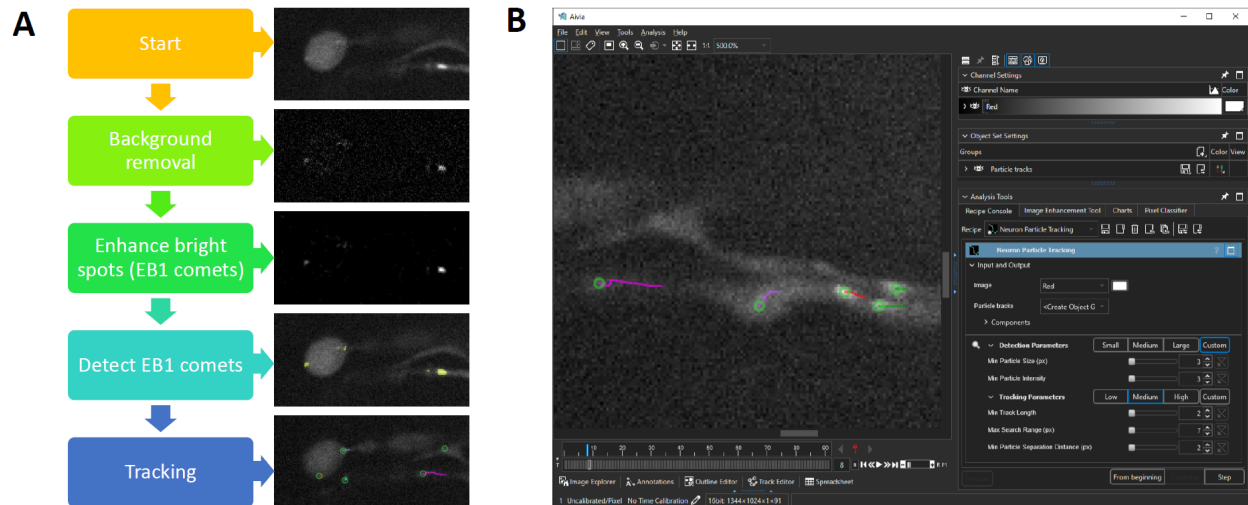 A
Start
Background
removal
Enhance bright
spots (EB1 comets)
Detect EB1 comets
Tracking
B
Aivia
File Edit View Tools Analysis Help
1:1 500.0%
Channel Settings
Channel Name Color
Red
Object Set Settings
Groups Color View
Particle tracks
Analysis Tools
Recipe Console Image Enhancement Tool Charts Pixel Classifier
Recipe Neuron Particle Tracking
Neuron Particle Tracking ?
Input and Output
Image Red
Particle tracks <Create Object G
Components
Detection Parameters Small Medium Large Custom
Min Particle Size (px) 3
Min Particle Intensity 3
Tracking Parameters Low Medium High Custom
Min Track Length 2
Max Search Range (px) 7
Min Particle Separation Distance (px) 2
From beginning Step
10 20 30 40 50 60 70 80 90
T 8
Image Explorer Annotations Outline Editor Track Editor Spreadsheet
1 Uncalibrated/Pixel No Time Calibration 16bit: 1344×1024×1×91